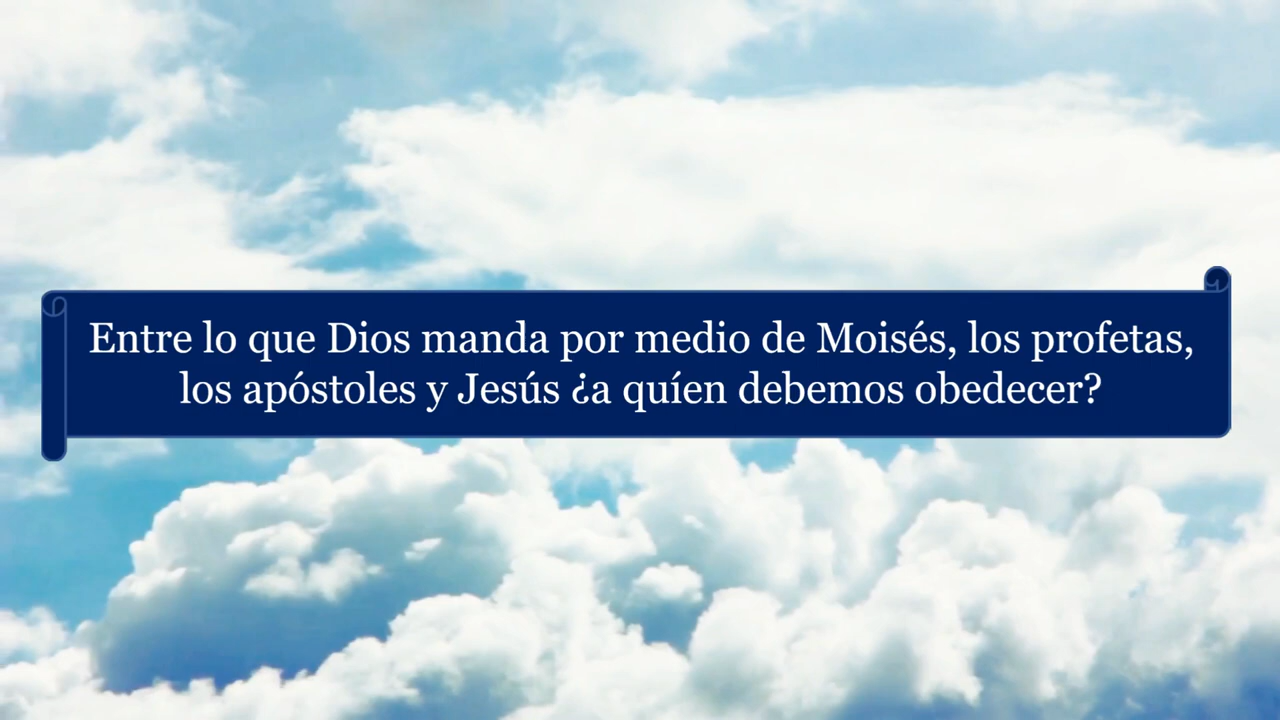 Entre lo que Dios manda por medio de Moisés, los profetas,
los apóstoles y Jesús ¿a quíen debemos obedecer?